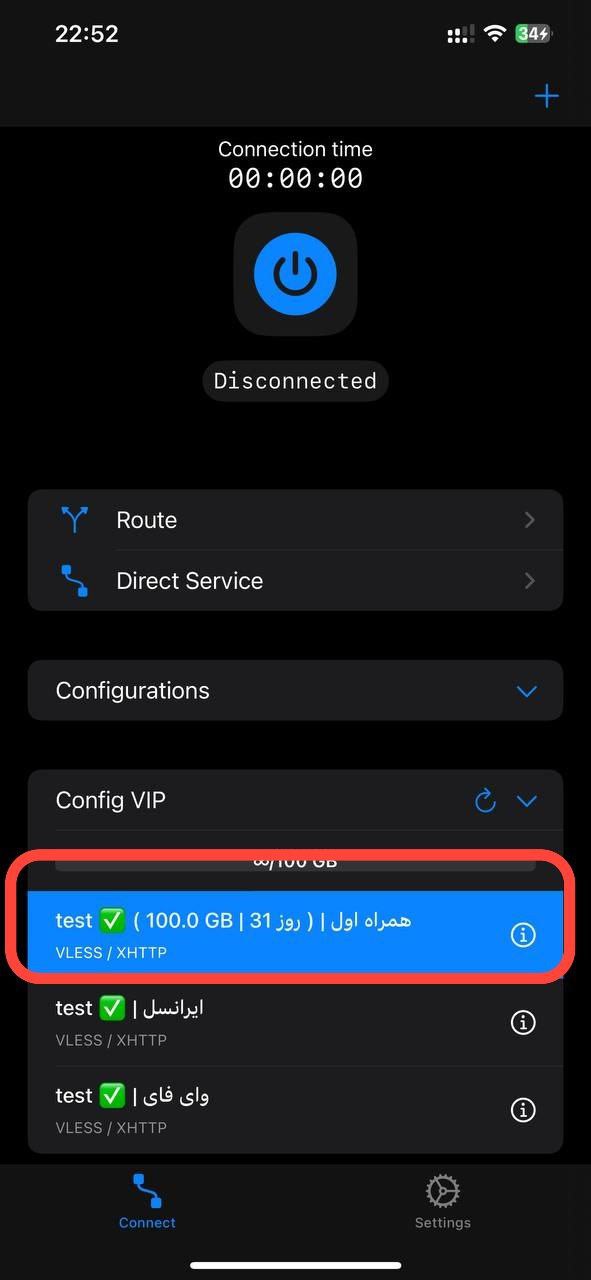 22:52
34
Connection time
00:00:00
Disconnected
Route
Direct Service
Configurations
Config VIP
∞/100 GB
test ✅ ( 100.0 GB | 31 روز ) | همراه اول
VLESS / XHTTP
test ✅ | ایرانسل
VLESS / XHTTP
test ✅ | وای فای
VLESS / XHTTP
Connect
Settings